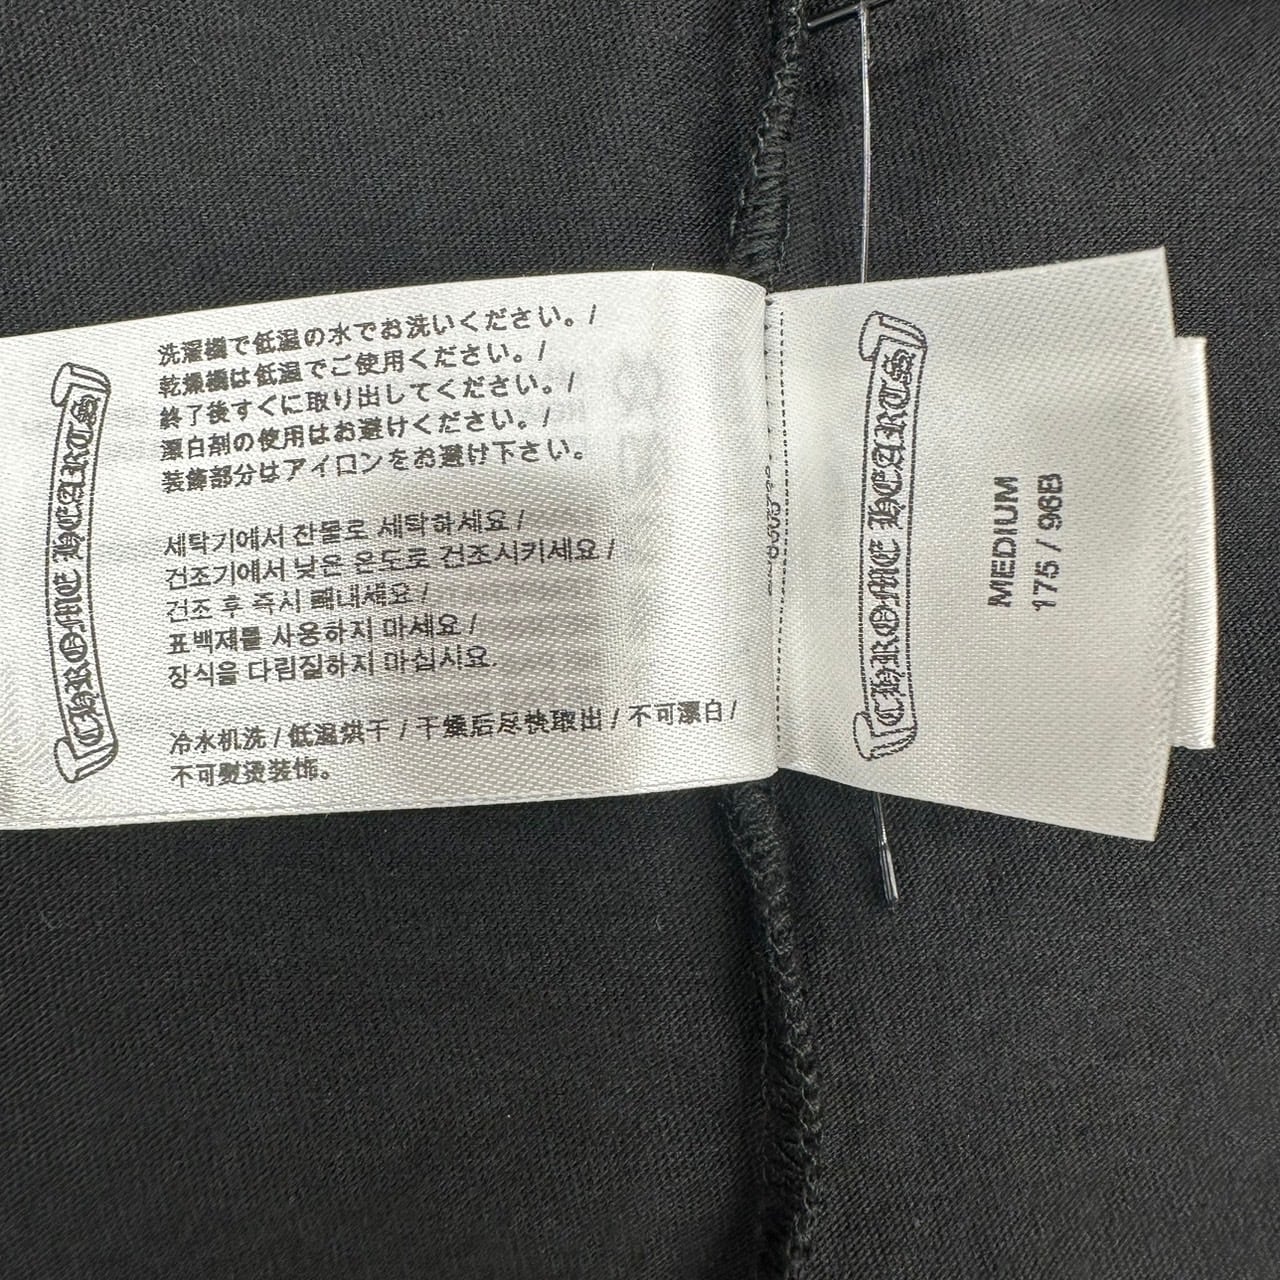 CHROME HEARTS
洗濯機で低温の水でお洗いください。/
乾燥機は低温でご使用ください。/
終了後すぐに取り出してください。/
漂白剤の使用はお避けください。/
装飾部分はアイロンをお避け下さい。
세탁기에서 찬물로 세탁하세요 /
건조기에서 낮은 온도로 건조시키세요 /
건조 후 즉시 빼내세요 /
표백제를 사용하지 마세요 /
장식을 다림질하지 마십시요.
冷水机洗 / 低温烘干 / 干燥后尽快取出 / 不可漂白 /
不可熨烫装饰。
CHROME HEARTS
MEDIUM
175 / 96B